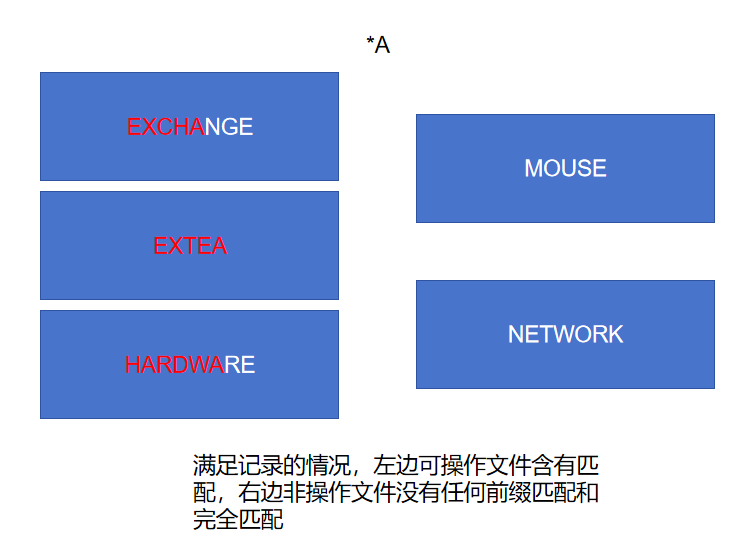 *A
EXCHANGE
EXTEA
HARDWARE
MOUSE
NETWORK
满足记录的情况，左边可操作文件含有匹
配，右边非操作文件没有任何前缀匹配和
完全匹配